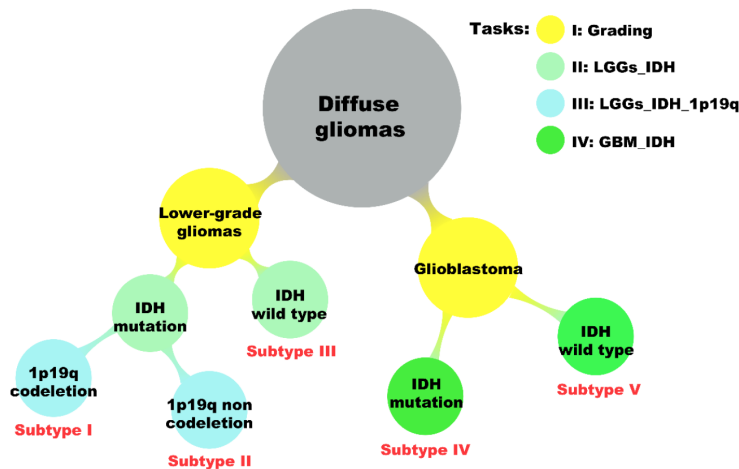 Tasks:
I: Grading
II: LGGs_IDH
III: LGGs_IDH_1p19q
IV: GBM_IDH
Diffuse
gliomas
Lower-grade
gliomas
Glioblastoma
IDH
mutation
IDH
wild type
Subtype III
IDH
wild type
Subtype V
1p19q
codeletion
Subtype I
1p19q non
codeletion
Subtype II
IDH
mutation
Subtype IV